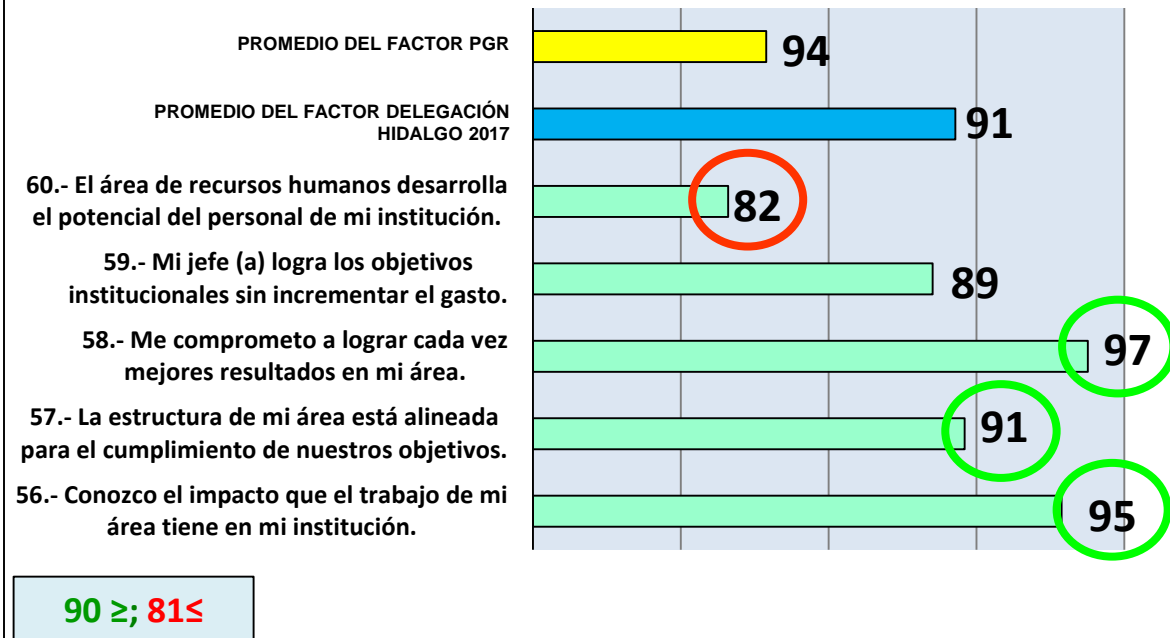 PROMEDIO DEL FACTOR PGR
94
PROMEDIO DEL FACTOR DELEGACIÓN
HIDALGO 2017
91
60.- El área de recursos humanos desarrolla
el potencial del personal de mi institución.
82
59.- Mi jefe (a) logra los objetivos
institucionales sin incrementar el gasto.
89
58.- Me comprometo a lograr cada vez
mejores resultados en mi área.
97
57.- La estructura de mi área está alineada
para el cumplimiento de nuestros objetivos.
91
56.- Conozco el impacto que el trabajo de mi
área tiene en mi institución.
95
90 ≥; 81≤